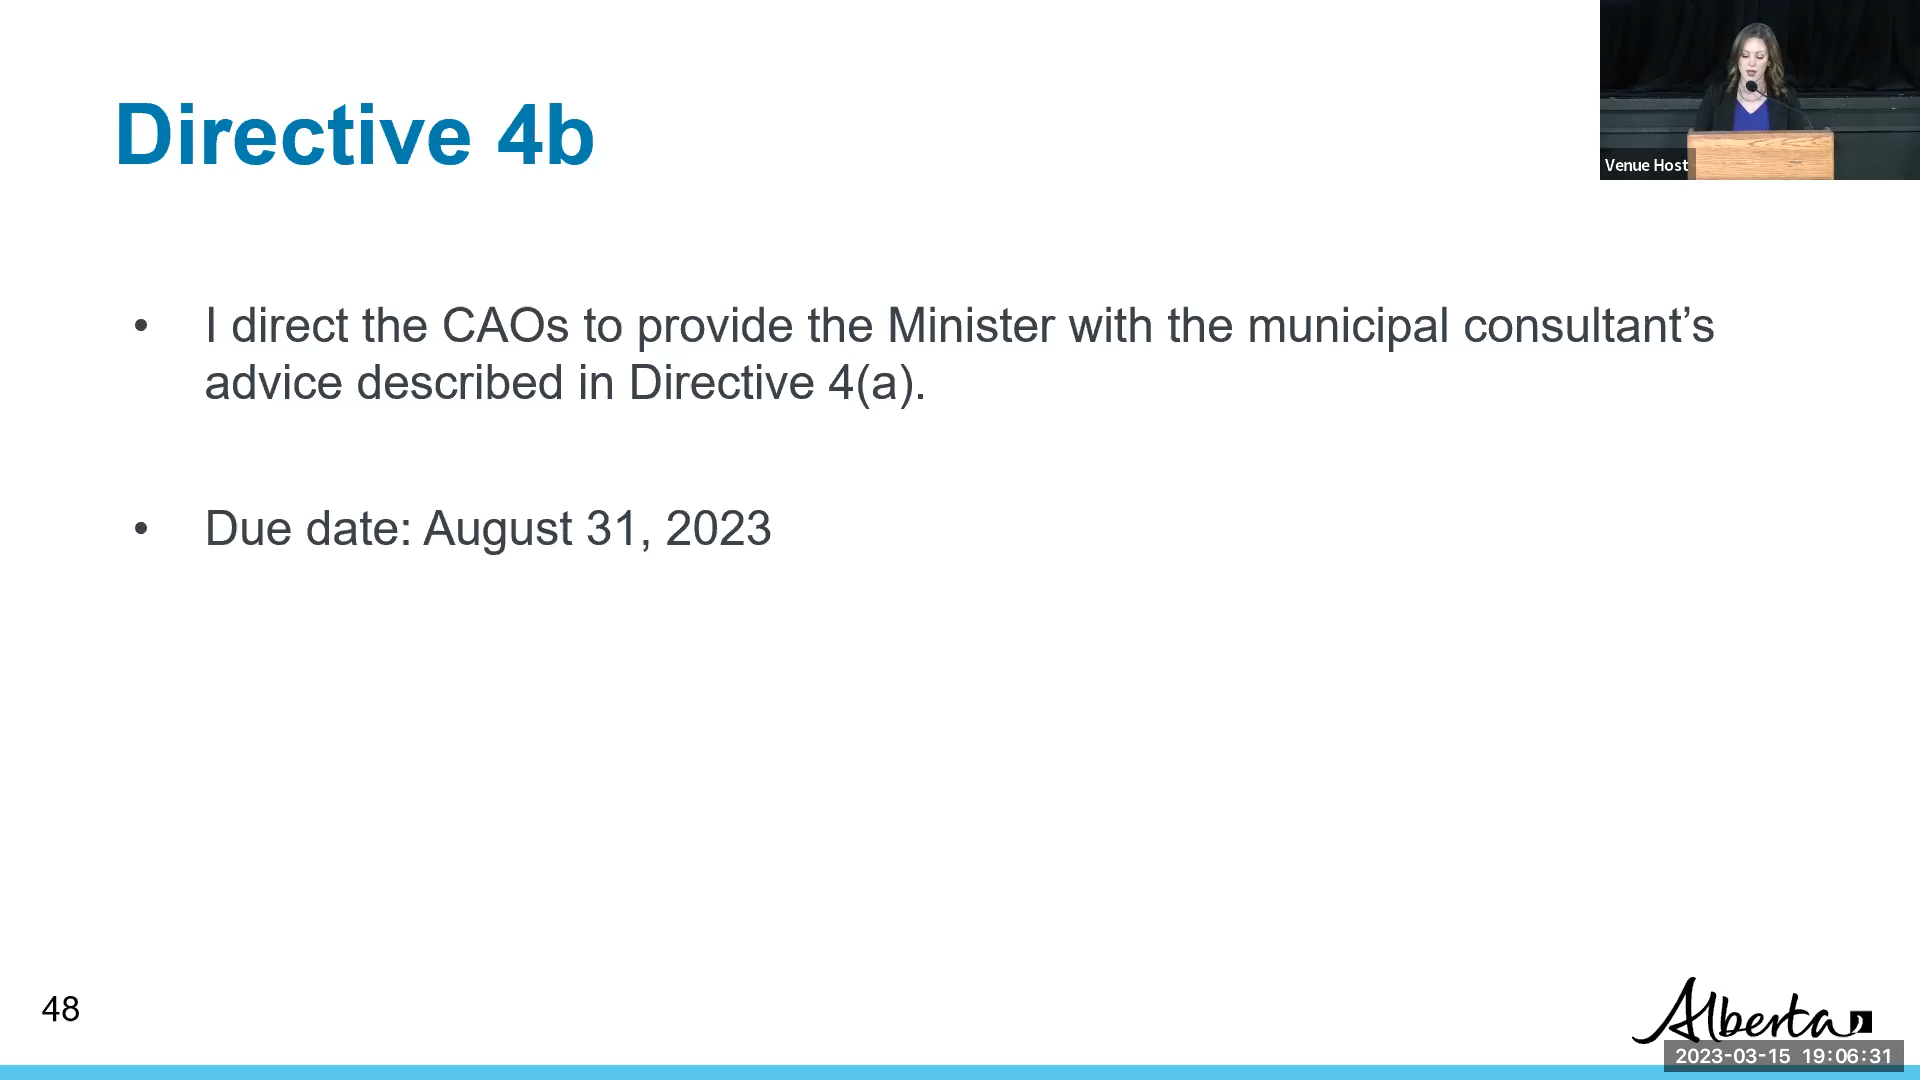 Directive 4b
Venue Host
• I direct the CAOs to provide the Minister with the municipal consultant’s
advice described in Directive 4(a).
• Due date: August 31, 2023
48
Alberta
2023-03-15 19:06:31